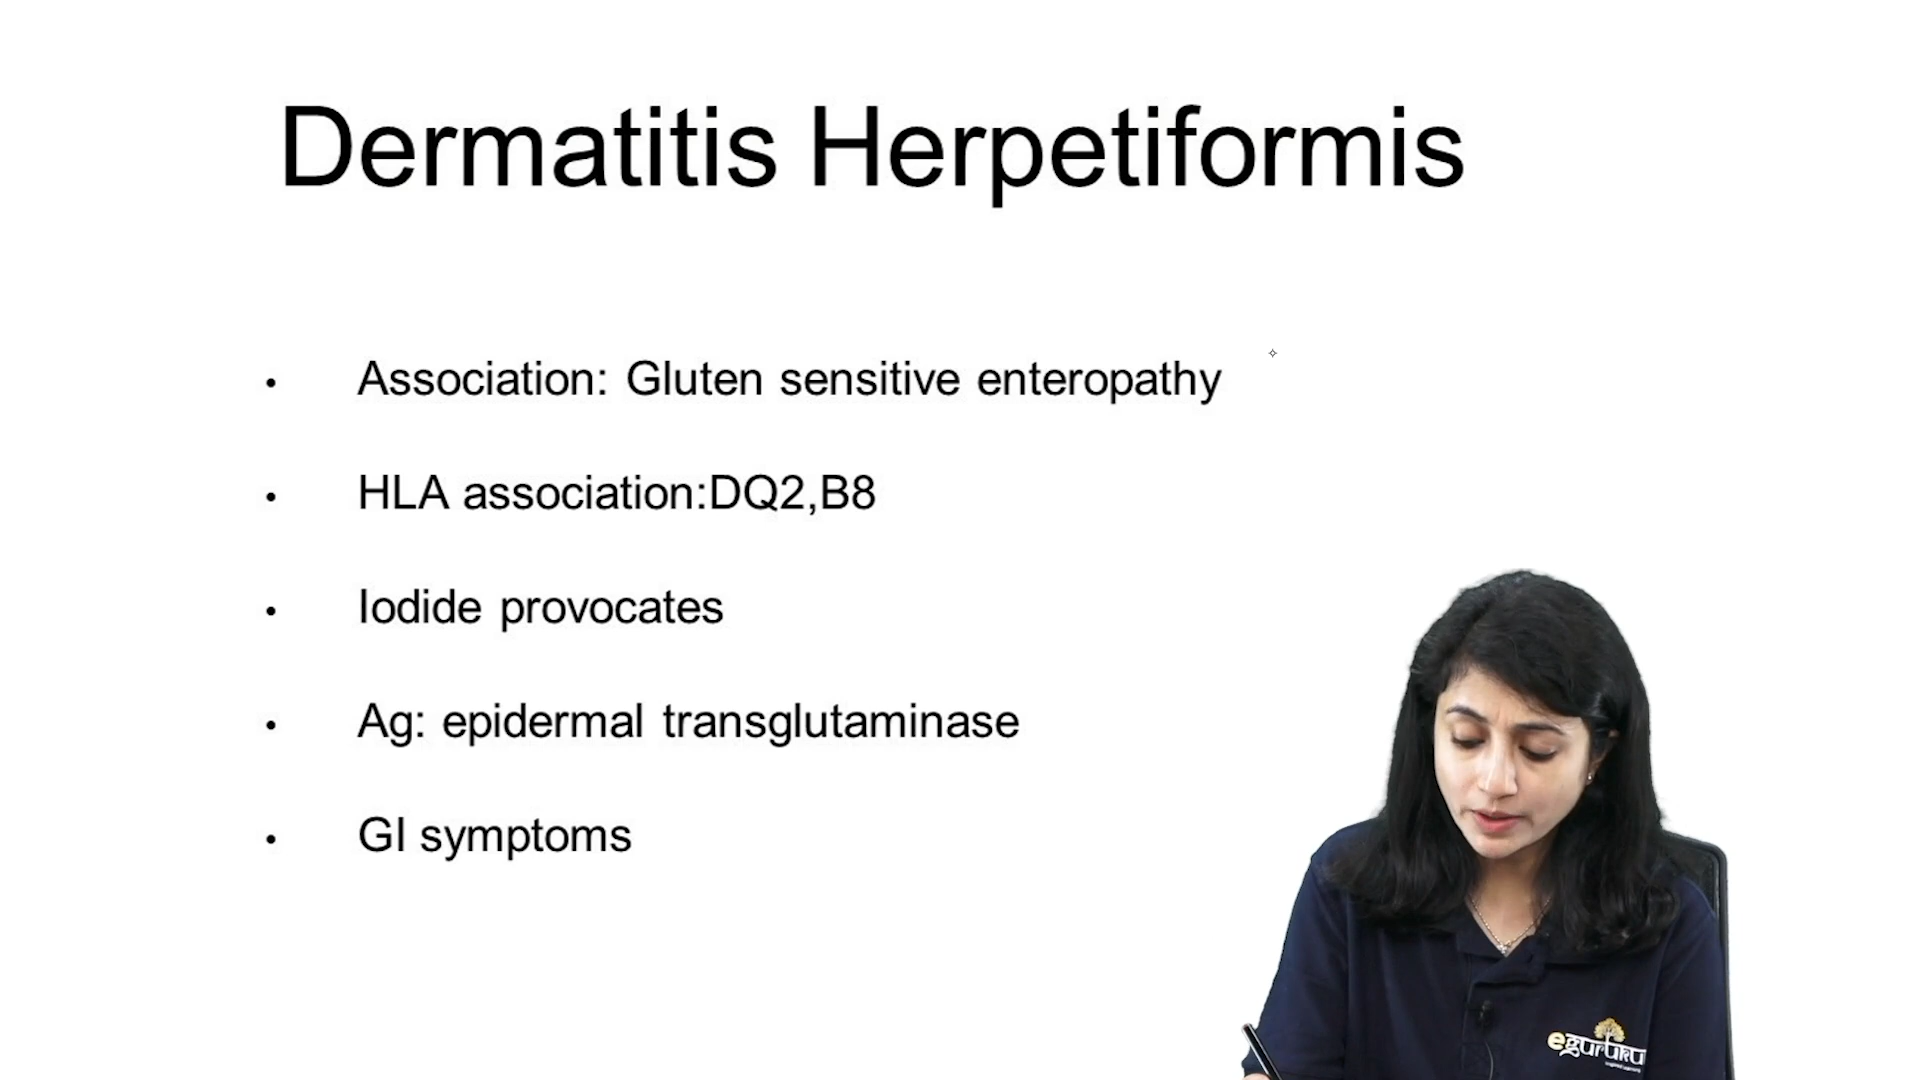 Dermatitis Herpetiformis
• Association: Gluten sensitive enteropathy
• HLA association:DQ2,B8
• Iodide provocates
• Ag: epidermal transglutaminase
• GI symptoms
eguruku